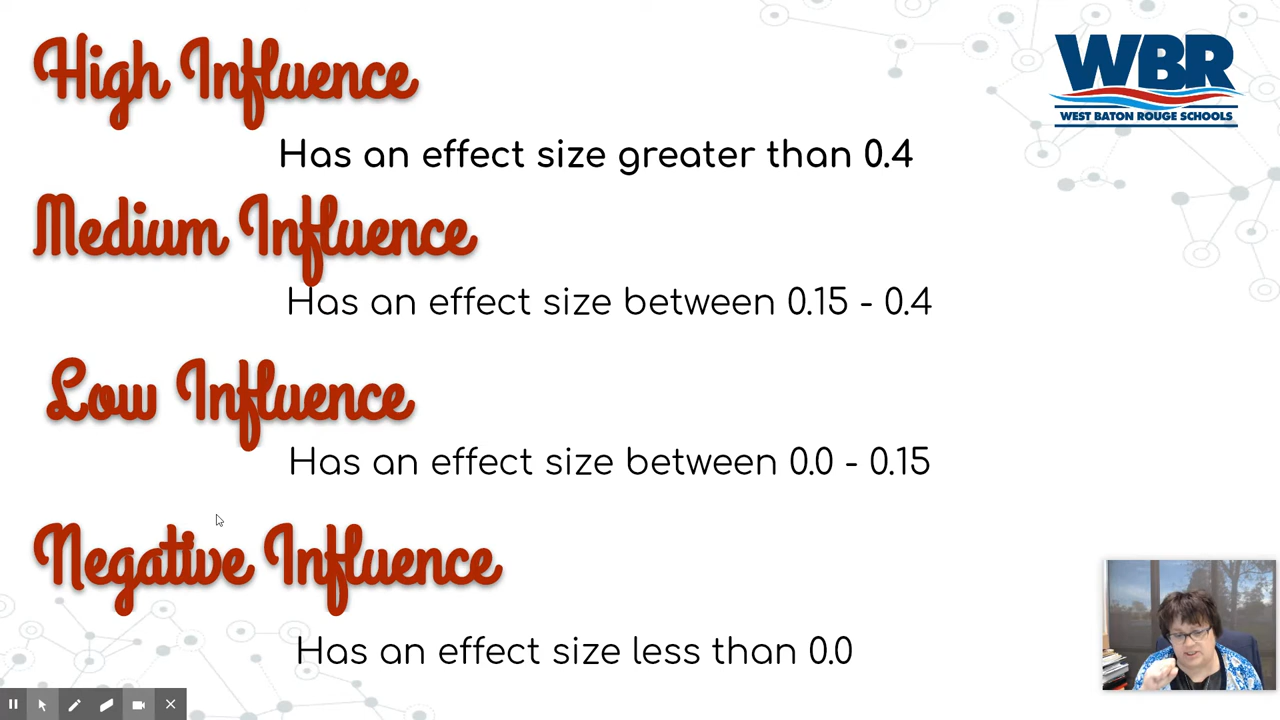 High Influence
WBR
WEST BATON ROUGE SCHOOLS
Has an effect size greater than 0.4
Medium Influence
Has an effect size between 0.15 - 0.4
Low Influence
Has an effect size between 0.0 - 0.15
Negative Influence
Has an effect size less than 0.0